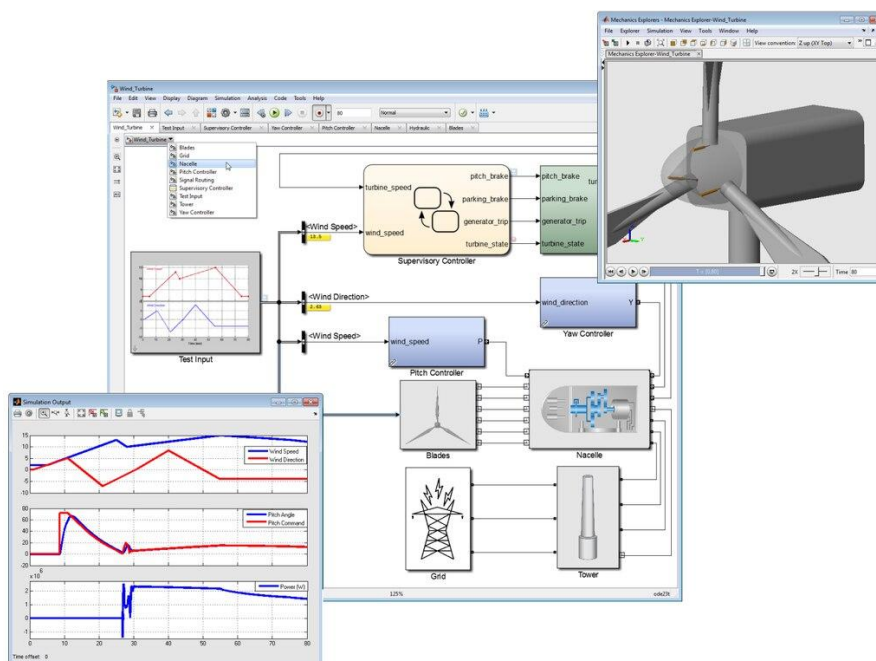 Mechanics Explorers - Mechanics Explorer-Wind_Turbine
File Explorer Simulation View Tools Window Help
View convention: Z up (XY Top)
Mechanics Explorer-Wind_Turbine
2X
Time 80
Wind_Turbine
File Edit View Display Diagram Simulation Analysis Code Tools Help
80
Normal
Wind_Turbine
Test Input
Supervisory Controller
Yaw Controller
Pitch Controller
Nacelle
Hydraulic
Blades
Wind_Turbine
Blades
Grid
Nacelle
Pitch Controller
Signal Routing
Supervisory Controller
Test Input
Tower
Yaw Controller
turbine_speed
wind_speed
pitch_brake
parking_brake
generator_trip
turbine_state
Supervisory Controller
pitch_brake
parking_brake
generator_trip
turbine_state
<Wind Speed>
<Wind Direction>
<Wind Speed>
Test Input
wind_direction
Y
Yaw Controller
wind_speed
P
Pitch Controller
Blades
Nacelle
Grid
Tower
125%
ode23t
Simulation Output
15
10
5
0
-5
-10
Wind Speed
Wind Direction
80
60
40
20
0
-20
Pitch Angle
Pitch Command
x 10
6
2
1
0
-1
Power (W)
0 10 20 30 40 50 60 70 80
Time offset: 0